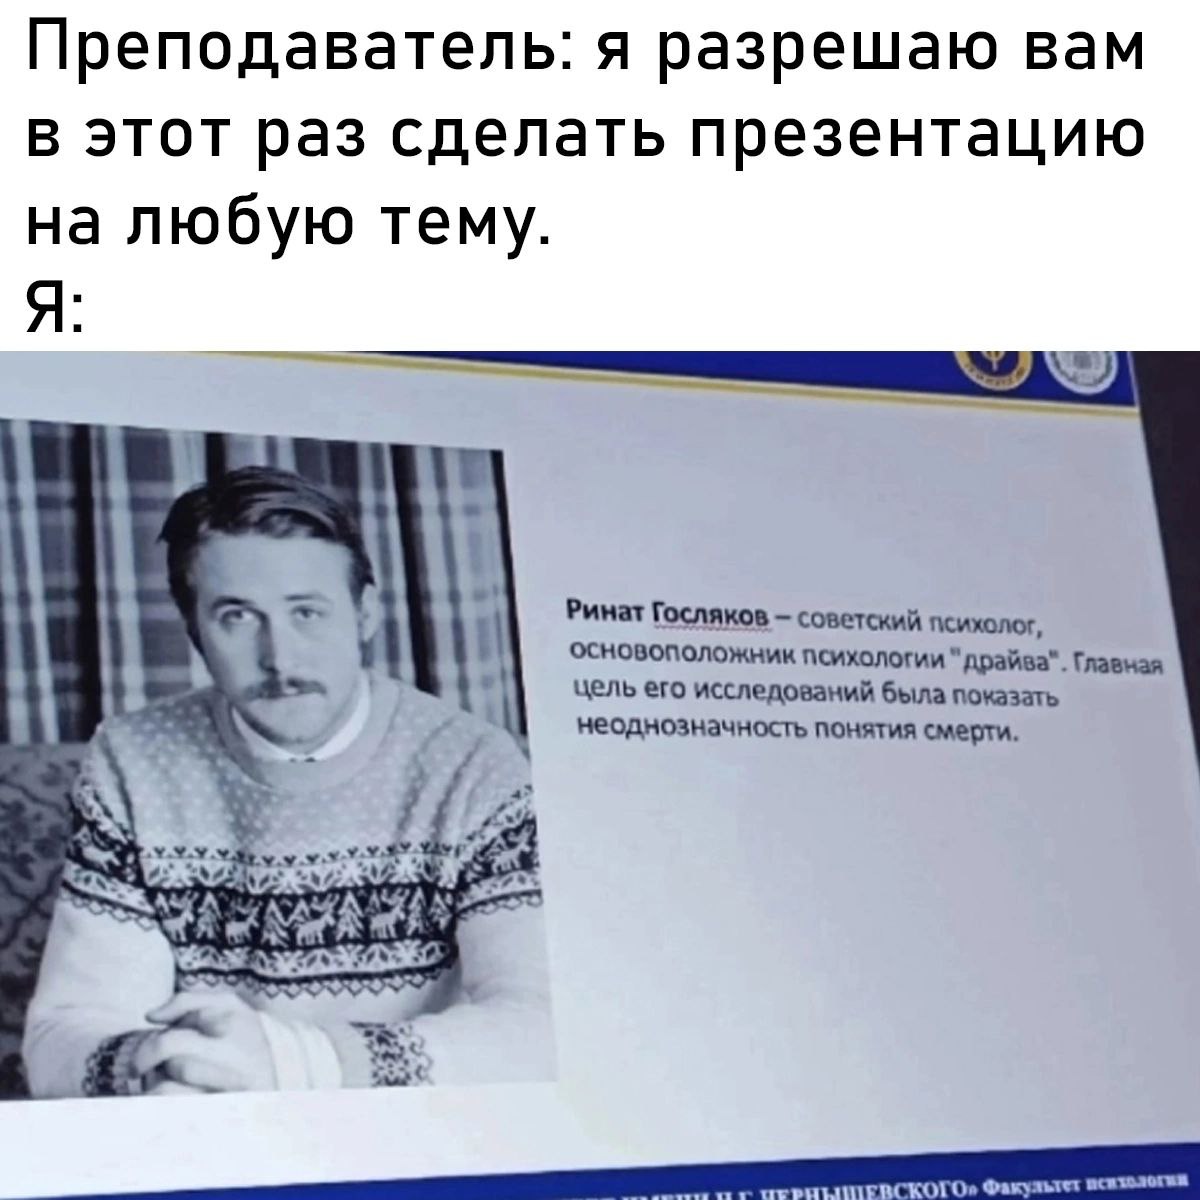 Преподаватель: я разрешаю вам
в этот раз сделать презентацию
на любую тему.
Я:
Ринат Госляков – советский психолог,
основоположник психологии "драйва". Главная
цель его исследований была показать
неоднозначность понятия смерти.
ИМЕНИ Н.Г. ЧЕРНЫШЕВСКОГО» Факультет психологии